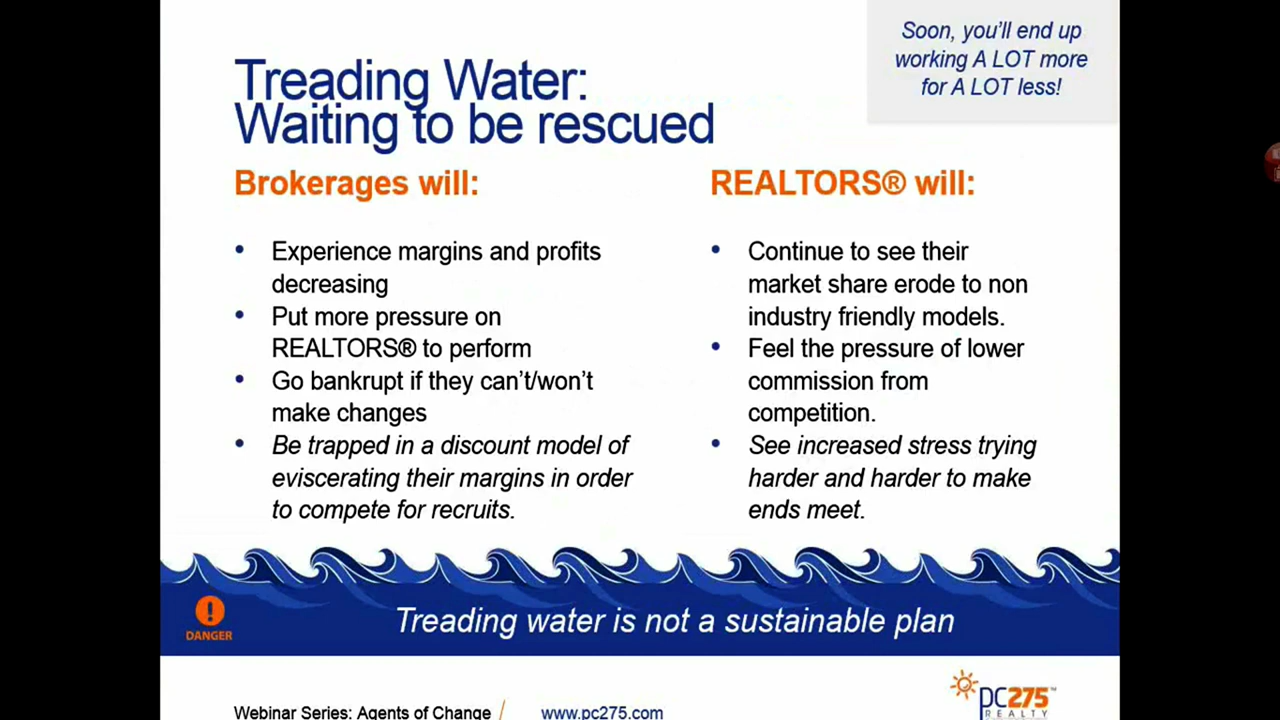 Soon, you'll end up
working A LOT more
for A LOT less!
Treading Water:
Waiting to be rescued
Brokerages will:
• Experience margins and profits
decreasing
• Put more pressure on
REALTORS® to perform
• Go bankrupt if they can't/won't
make changes
• Be trapped in a discount model of
eviscerating their margins in order
to compete for recruits.
REALTORS® will:
• Continue to see their
market share erode to non
industry friendly models.
• Feel the pressure of lower
commission from
competition.
• See increased stress trying
harder and harder to make
ends meet.
!
DANGER
Treading water is not a sustainable plan
Webinar Series: Agents of Change /
www.pc275.com
pc275™
REALTY